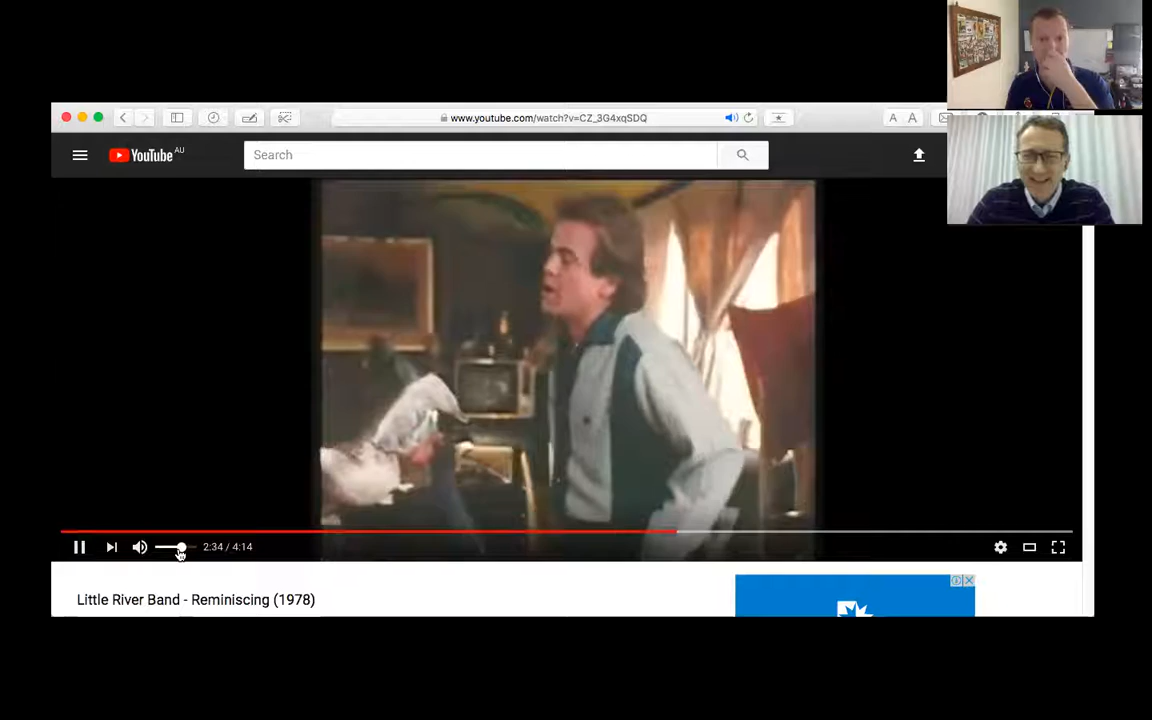 www.youtube.com/watch?v=CZ_3G4xqSDQ
A A
YouTube AU
Search
2:34 / 4:14
Little River Band - Reminiscing (1978)